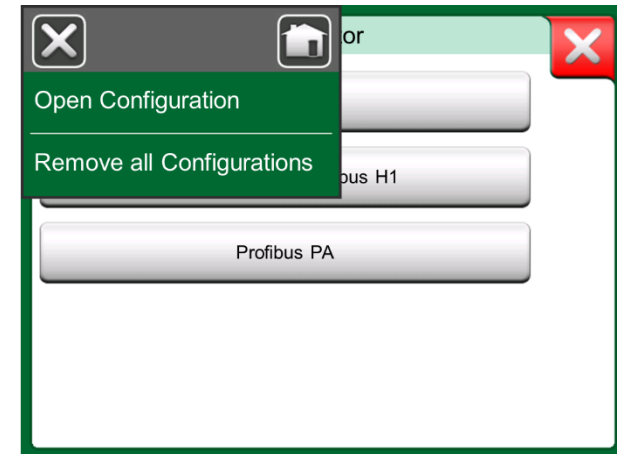 or
Open Configuration
Remove all Configurations
bus H1
Profibus PA